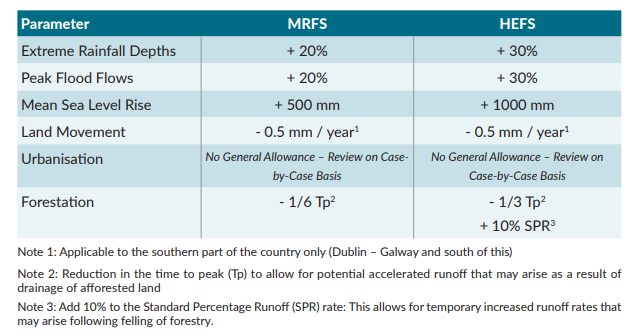 Parameter MRFS HEFS
Extreme Rainfall Depths + 20% + 30%
Peak Flood Flows + 20% + 30%
Mean Sea Level Rise + 500 mm + 1000 mm
Land Movement - 0.5 mm / year¹ - 0.5 mm / year¹
Urbanisation No General Allowance – Review on Case- No General Allowance – Review on
by-Case Basis Case-by-Case Basis
Forestation - 1/6 Tp² - 1/3 Tp²
+ 10% SPR³
Note 1: Applicable to the southern part of the country only (Dublin – Galway and south of this)
Note 2: Reduction in the time to peak (Tp) to allow for potential accelerated runoff that may arise as a result of
drainage of afforested land
Note 3: Add 10% to the Standard Percentage Runoff (SPR) rate: This allows for temporary increased runoff rates that
may arise following felling of forestry.